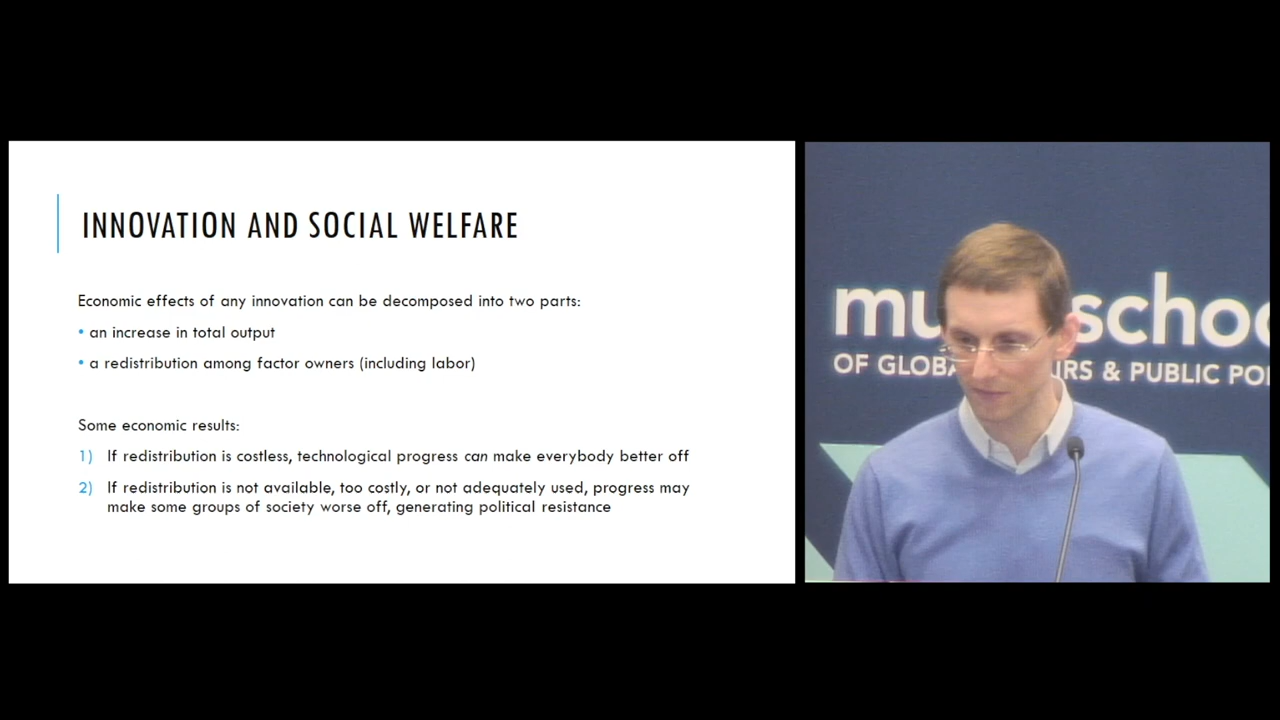 INNOVATION AND SOCIAL WELFARE
Economic effects of any innovation can be decomposed into two parts:
• an increase in total output
• a redistribution among factor owners (including labor)
Some economic results:
1) If redistribution is costless, technological progress can make everybody better off
2) If redistribution is not available, too costly, or not adequately used, progress may
make some groups of society worse off, generating political resistance
OF & PUBLIC